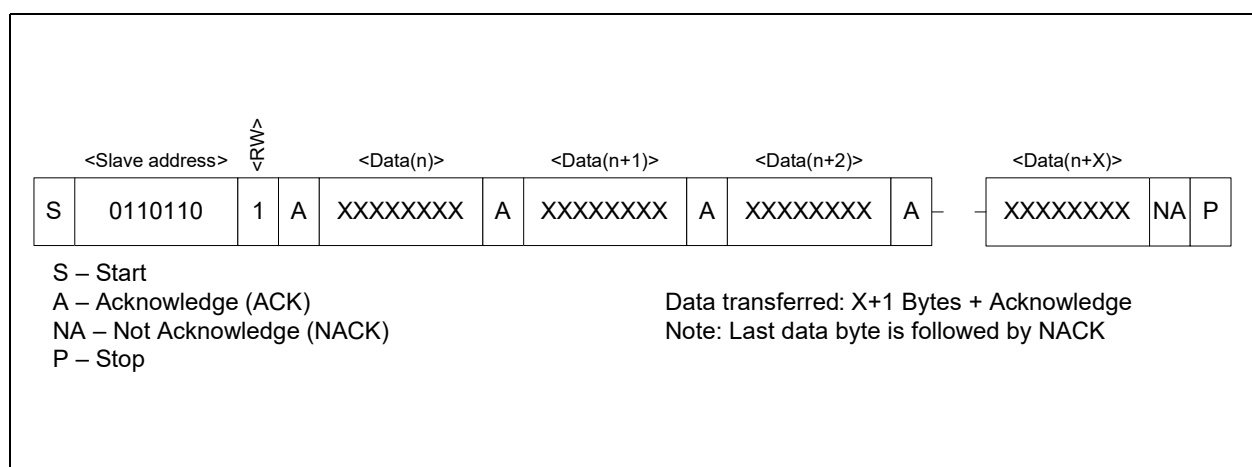 <Slave address> <RW> <Data(n)> <Data(n+1)> <Data(n+2)> <Data(n+X)>
S 0110110 1 A XXXXXXXX A XXXXXXXX A XXXXXXXX A XXXXXXXX NA P
S – Start
A – Acknowledge (ACK)
NA – Not Acknowledge (NACK)
P – Stop
Data transferred: X+1 Bytes + Acknowledge
Note: Last data byte is followed by NACK